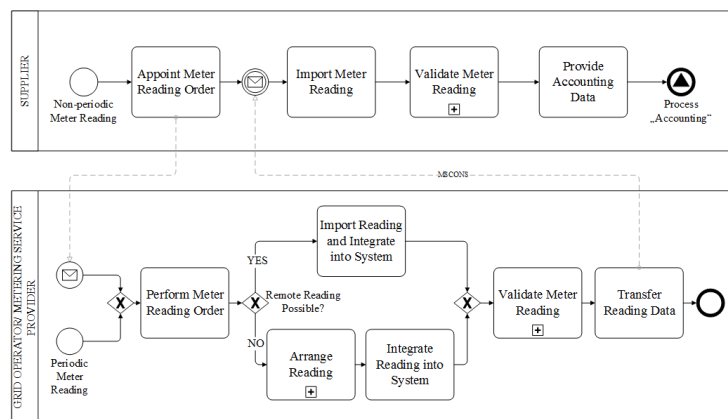 SUPPLIER
Non-periodic
Meter Reading
Appoint Meter
Reading Order
Import Meter
Reading
Validate Meter
Reading
Provide
Accounting
Data
Process
„Accounting“
MSCONS
GRID OPERATOR/ METERING SERVICE
PROVIDER
Periodic
Meter
Reading
Perform Meter
Reading Order
YES
Remote Reading
Possible?
NO
Import Reading
and Integrate
into System
Arrange
Reading
Integrate
Reading into
System
Validate Meter
Reading
Transfer
Reading Data